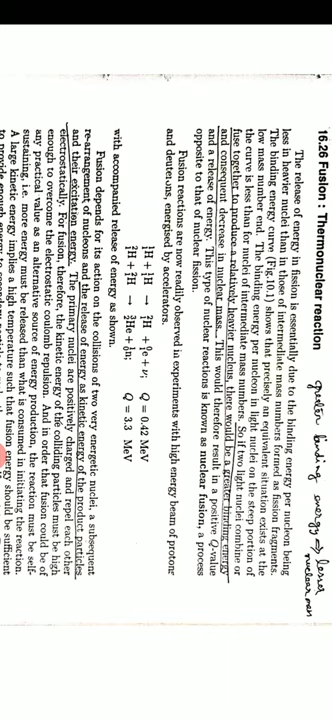 16.26 Fusion : Thermonuclear reaction
greater binding energy ⇒ lesser
nuclear mass
The release of energy in fission is essentially due to the binding energy per nucleon being
less in heavier nuclei than in those of intermediate mass numbers formed as fission fragments.
The binding energy curve (Fig.10.1) shows that precisely an equivalent situation exists at the
low mass number end. The binding energy per nucleon in light nuclei on the steep portion of
the curve is less than for nuclei of intermediate mass numbers. So if two light nuclei combine or
fuse together to produce a relatively heavier nucleus, there would be a greater binding energy
and consequent decrease in nuclear mass. This would therefore result in a positive Q-value
and a release of energy. This type of nuclear reactions is known as nuclear fusion, a process
opposite to that of nuclear fission.
Fusion reactions are now readily observed in experiments with high energy beam of protons
and deuterons, energised by accelerators.
¹₁H + ¹₁H → ²₁H + ⁰₁e + ν; Q = 0.42 MeV
²₁H + ²₁H → ³₂He + ¹₀n; Q = 3.3 MeV
with accompanied release of energy as shown.
Fusion depends for its action on the collisions of two very energetic nuclei, a subsequent
re-arrangement of nucleons and the release of energy as kinetic energy of the product particles
and their excitation energy. The primary nuclei are positively charged and repel each other
electrostatically. For fusion, therefore, the kinetic energy of the colliding particles must be high
enough to overcome the electrostatic coulomb repulsion. And in order that fusion could be of
any practical value as an alternative source of energy production, the reaction must be self-
sustaining, i.e. more energy must be released than what is consumed in initiating the reaction.
A large kinetic energy implies a high temperature such that the fusion energy should be sufficient